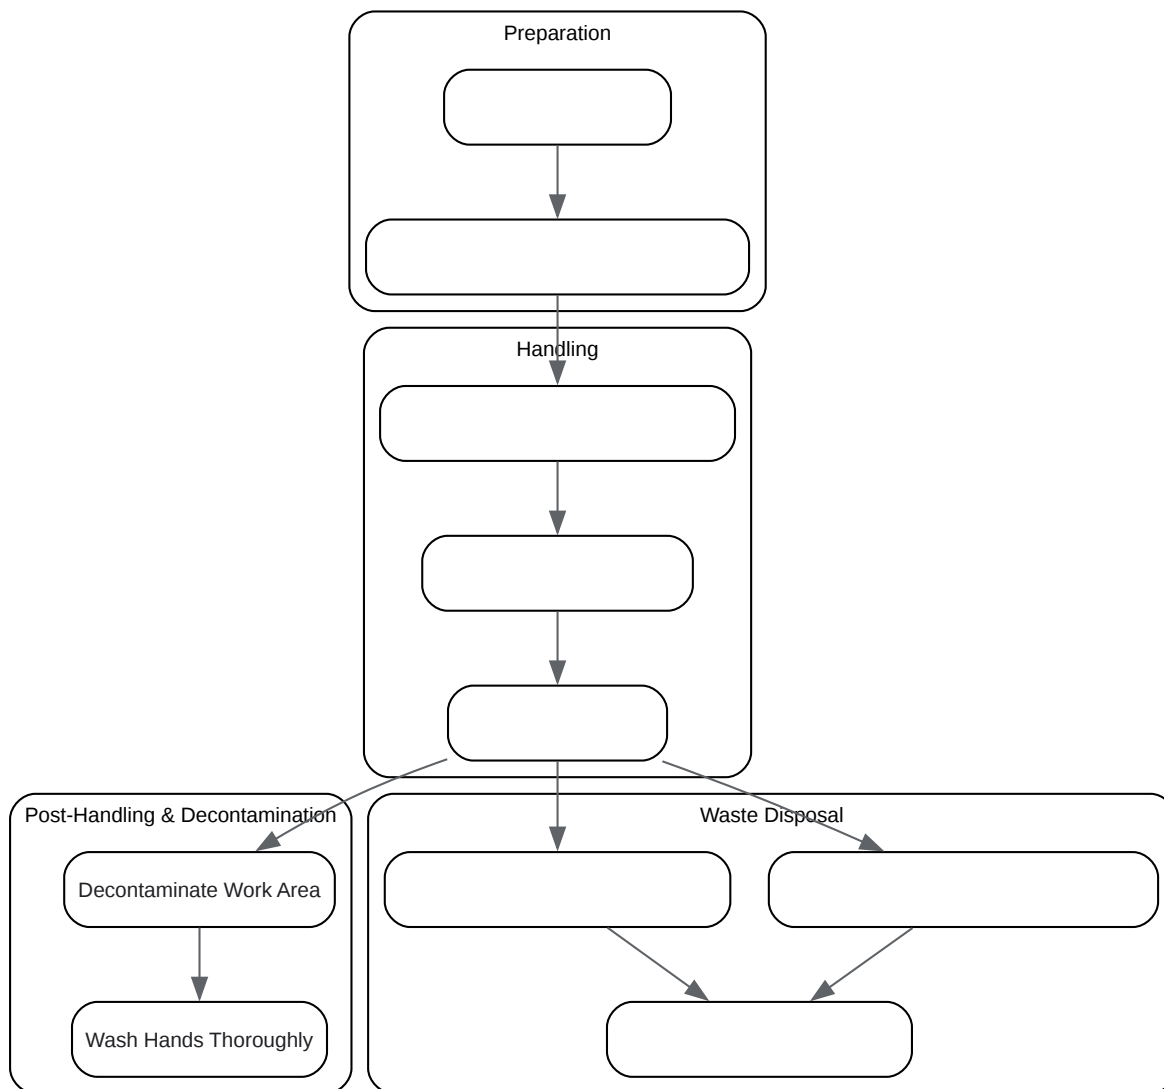 Preparation
Handling
Post-Handling & Decontamination
Waste Disposal
Decontaminate Work Area
Wash Hands Thoroughly